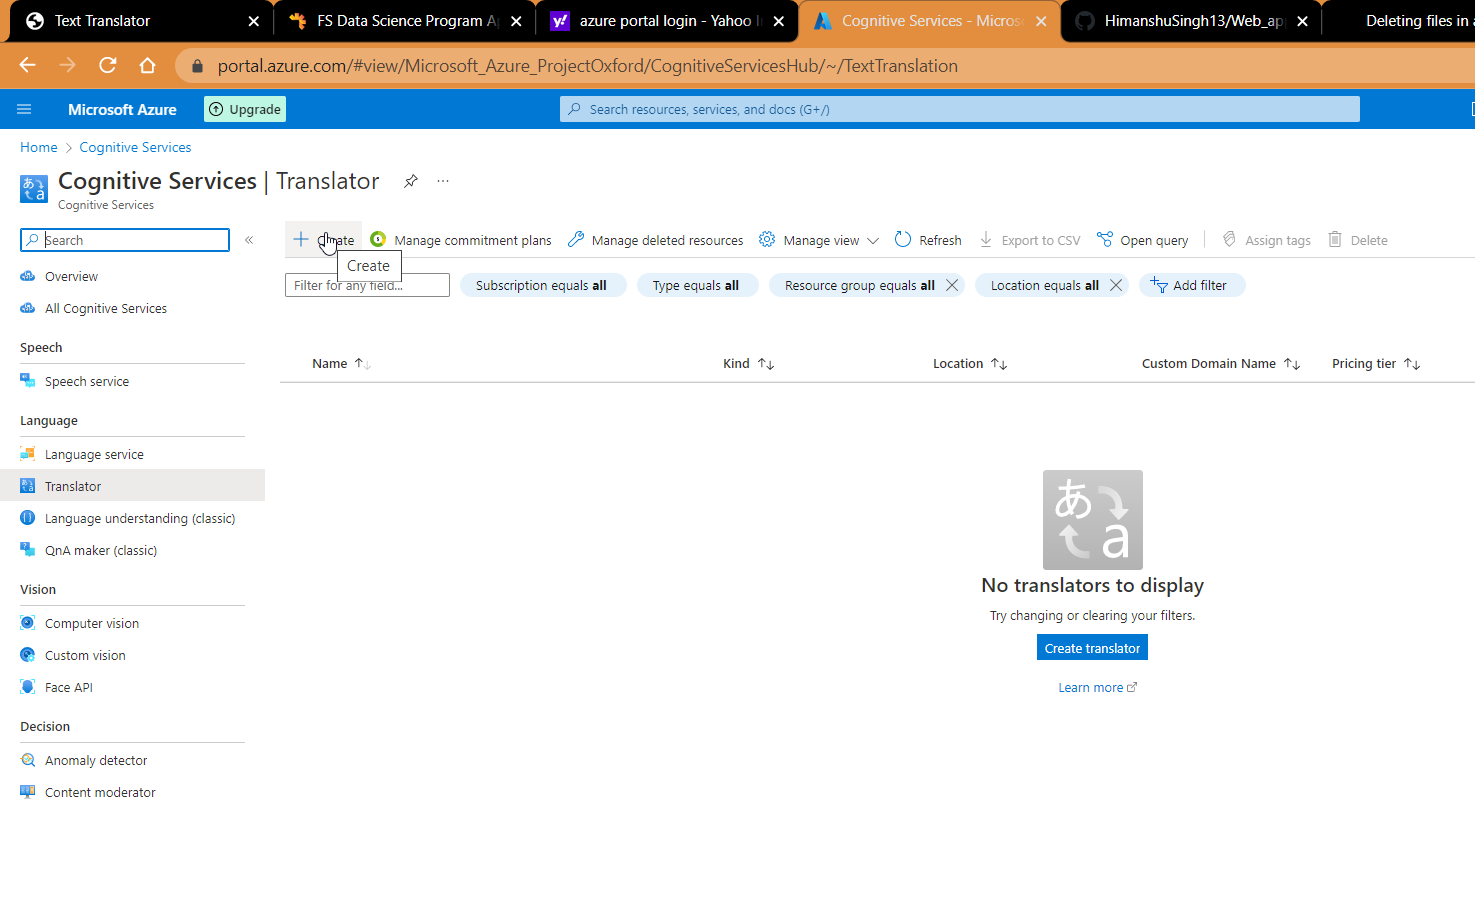 Text Translator
FS Data Science Program
azure portal login - Yahoo
Cognitive Services - Micros
HimanshuSingh13/Web_ap
Deleting files in
portal.azure.com/#view/Microsoft_Azure_ProjectOxford/CognitiveServicesHub/~/TextTranslation
Microsoft Azure
Upgrade
Search resources, services, and docs (G+/)
Home > Cognitive Services
Cognitive Services | Translator
Cognitive Services
Search
Create
Manage commitment plans
Manage deleted resources
Manage view
Refresh
Export to CSV
Open query
Assign tags
Delete
Create
Filter for any field...
Subscription equals all
Type equals all
Resource group equals all
Location equals all
Add filter
Overview
All Cognitive Services
Speech
Speech service
Language
Language service
Translator
Language understanding (classic)
QnA maker (classic)
Vision
Computer vision
Custom vision
Face API
Decision
Anomaly detector
Content moderator
Name
Kind
Location
Custom Domain Name
Pricing tier
あ a
No translators to display
Try changing or clearing your filters.
Create translator
Learn more